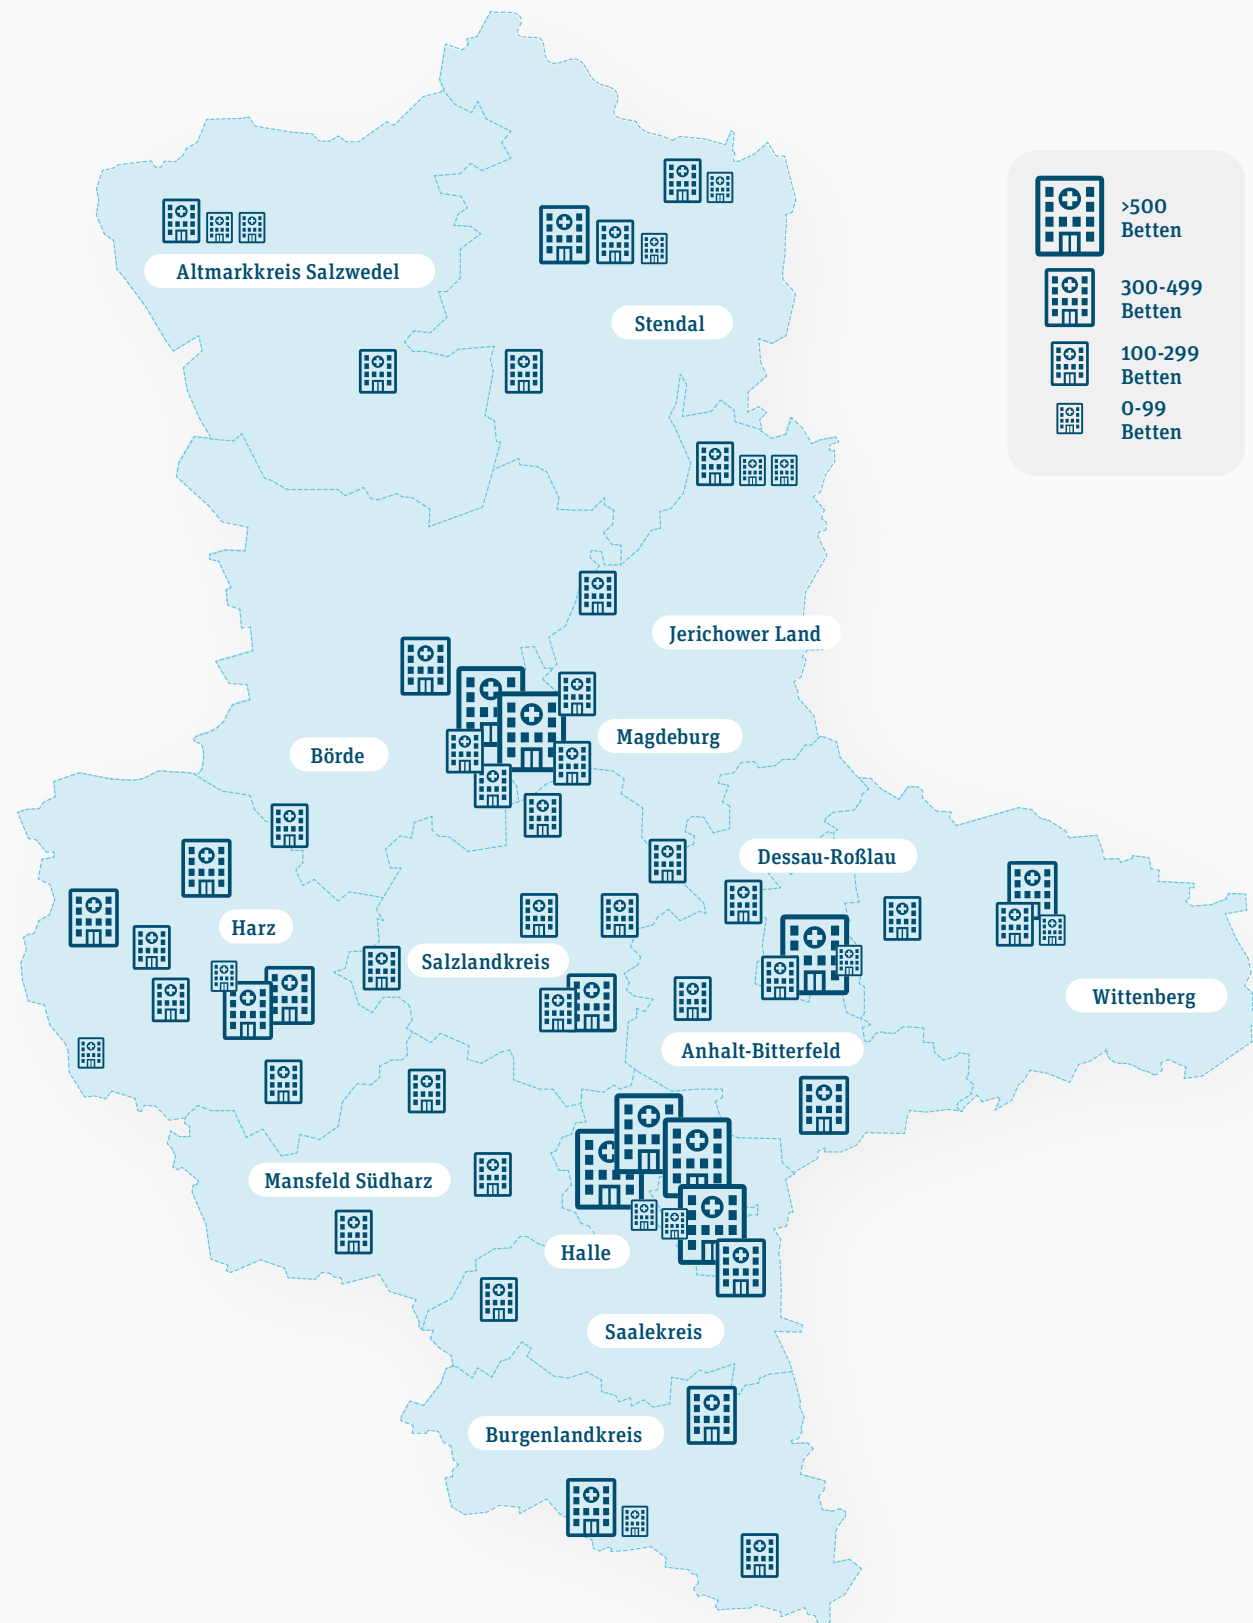 >500
Betten
300-499
Betten
100-299
Betten
0-99
Betten
Altmarkkreis Salzwedel
Stendal
Jerichower Land
Magdeburg
Börde
Dessau-Roßlau
Harz
Salzlandkreis
Wittenberg
Anhalt-Bitterfeld
Mansfeld Südharz
Halle
Saalekreis
Burgenlandkreis